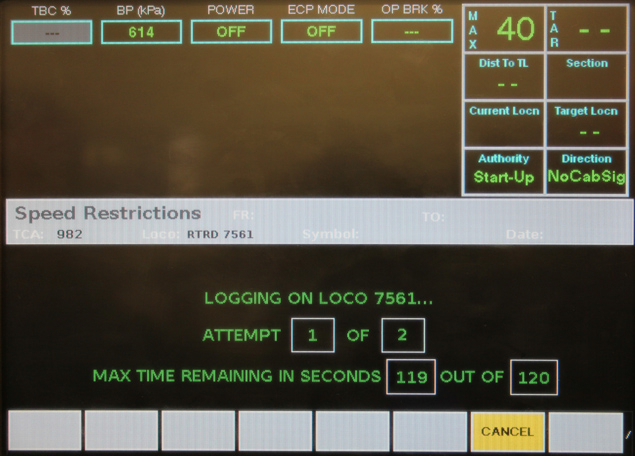 TBC % BP (kPa) POWER ECP MODE OP BRK %
--- 614 OFF OFF ---
MAX 40 TAR - -
Dist To TL Section
- -
Current Locn Target Locn
- -
Authority Direction
Start-Up NoCabSig
Speed Restrictions FR: TO:
TCA: 982 Loco: RTRD 7561 Symbol: Date:
LOGGING ON LOCO 7561...
ATTEMPT 1 OF 2
MAX TIME REMAINING IN SECONDS 119 OUT OF 120
CANCEL